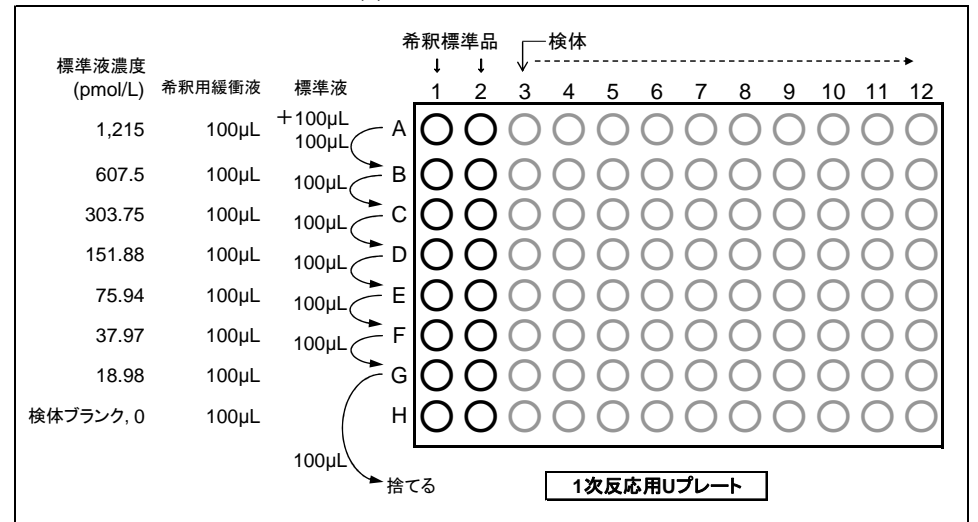 希釈標準品 検体
↓ ↓
標準液濃度
(pmol/L) 希釈用緩衝液 標準液 1 2 3 4 5 6 7 8 9 10 11 12
1,215 100µL +100µL A
100µL
607.5 100µL B
100µL
303.75 100µL C
100µL
151.88 100µL D
100µL
75.94 100µL E
100µL
37.97 100µL F
100µL
18.98 100µL G
検体ブランク, 0 100µL H
100µL
捨てる 1次反応用Uプレート